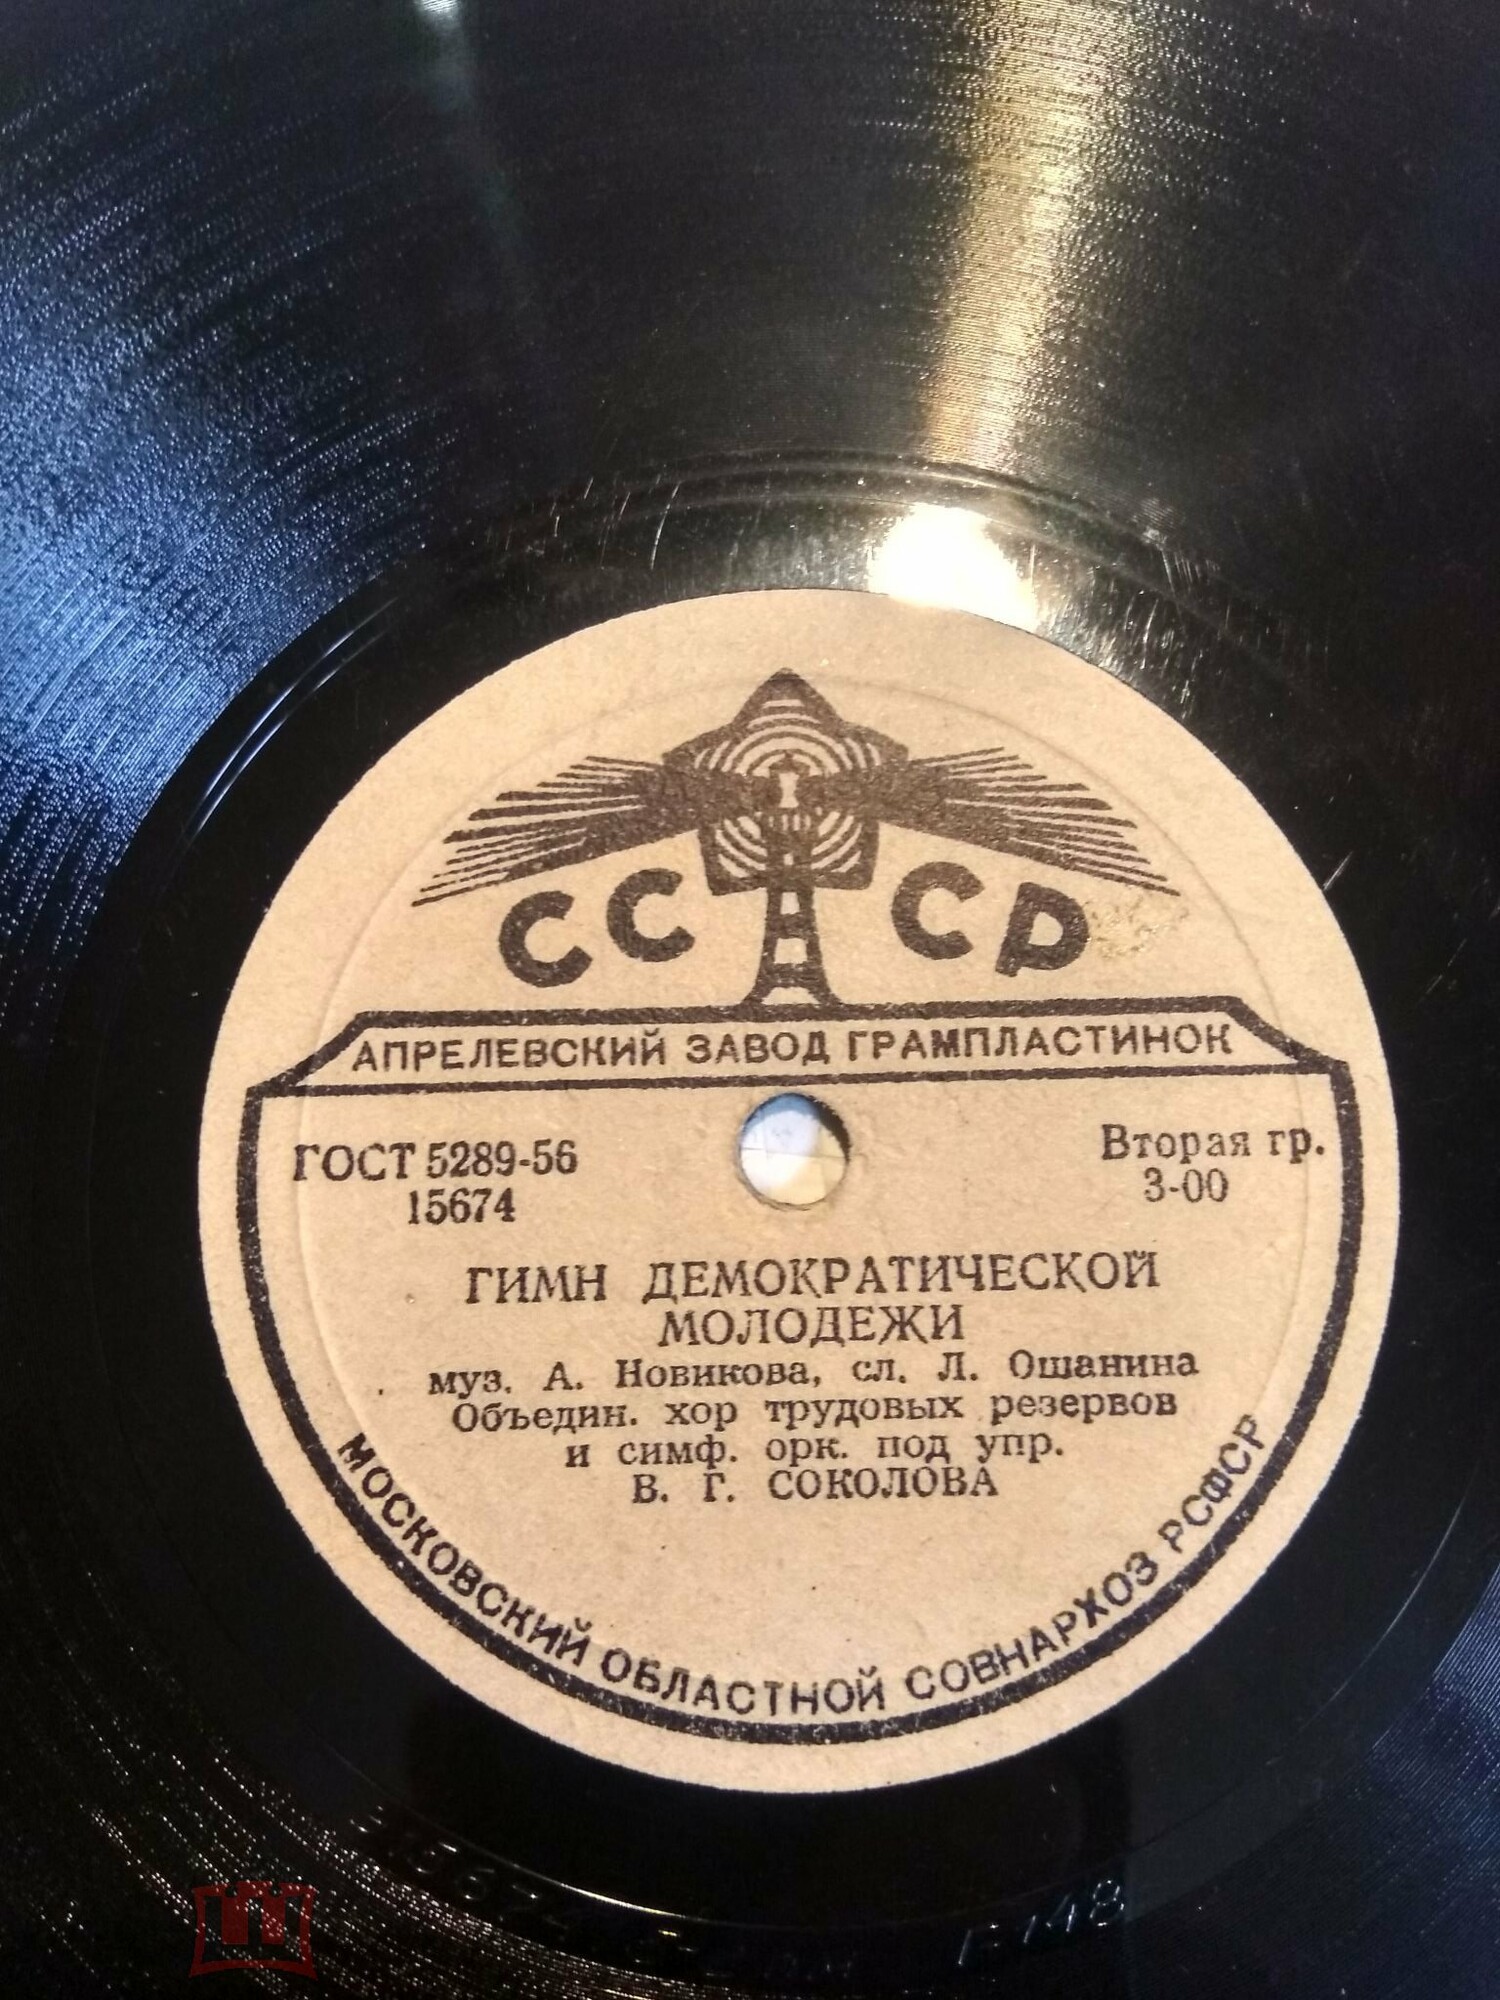 СССР
АПРЕЛЕВСКИЙ ЗАВОД ГРАМПЛАСТИНОК
ГОСТ 5289-56
15674
Вторая гр.
3-00
ГИМН ДЕМОКРАТИЧЕСКОЙ
МОЛОДЕЖИ
муз. А. Новикова, сл. Л. Ошанина
Объедин. хор трудовых резервов
и симф. орк. под упр.
В. Г. СОКОЛОВА
МОСКОВСКИЙ ОБЛАСТНОЙ СОВНАРХОЗ РСФСР